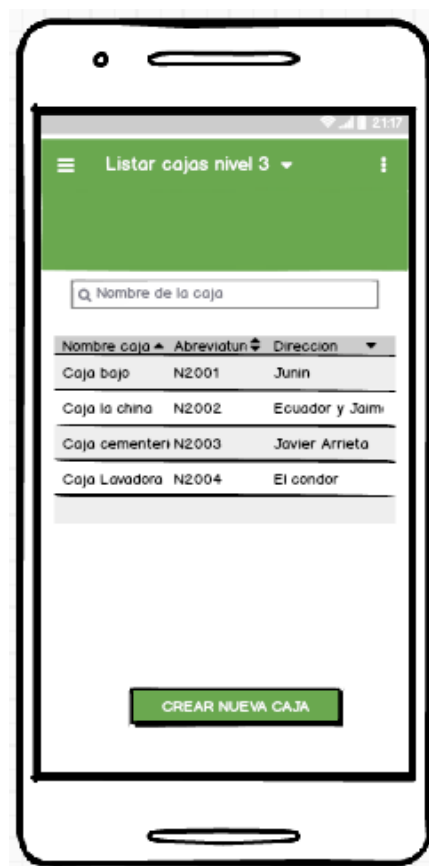 21:17
Listar cajas nivel 3
Nombre de la caja
Nombre caja Abreviatun Direccion
Caja bajo N2001 Junin
Caja la china N2002 Ecuador y Jaim
Caja cementeri N2003 Javier Arrieta
Caja Lavadora N2004 El condor
CREAR NUEVA CAJA